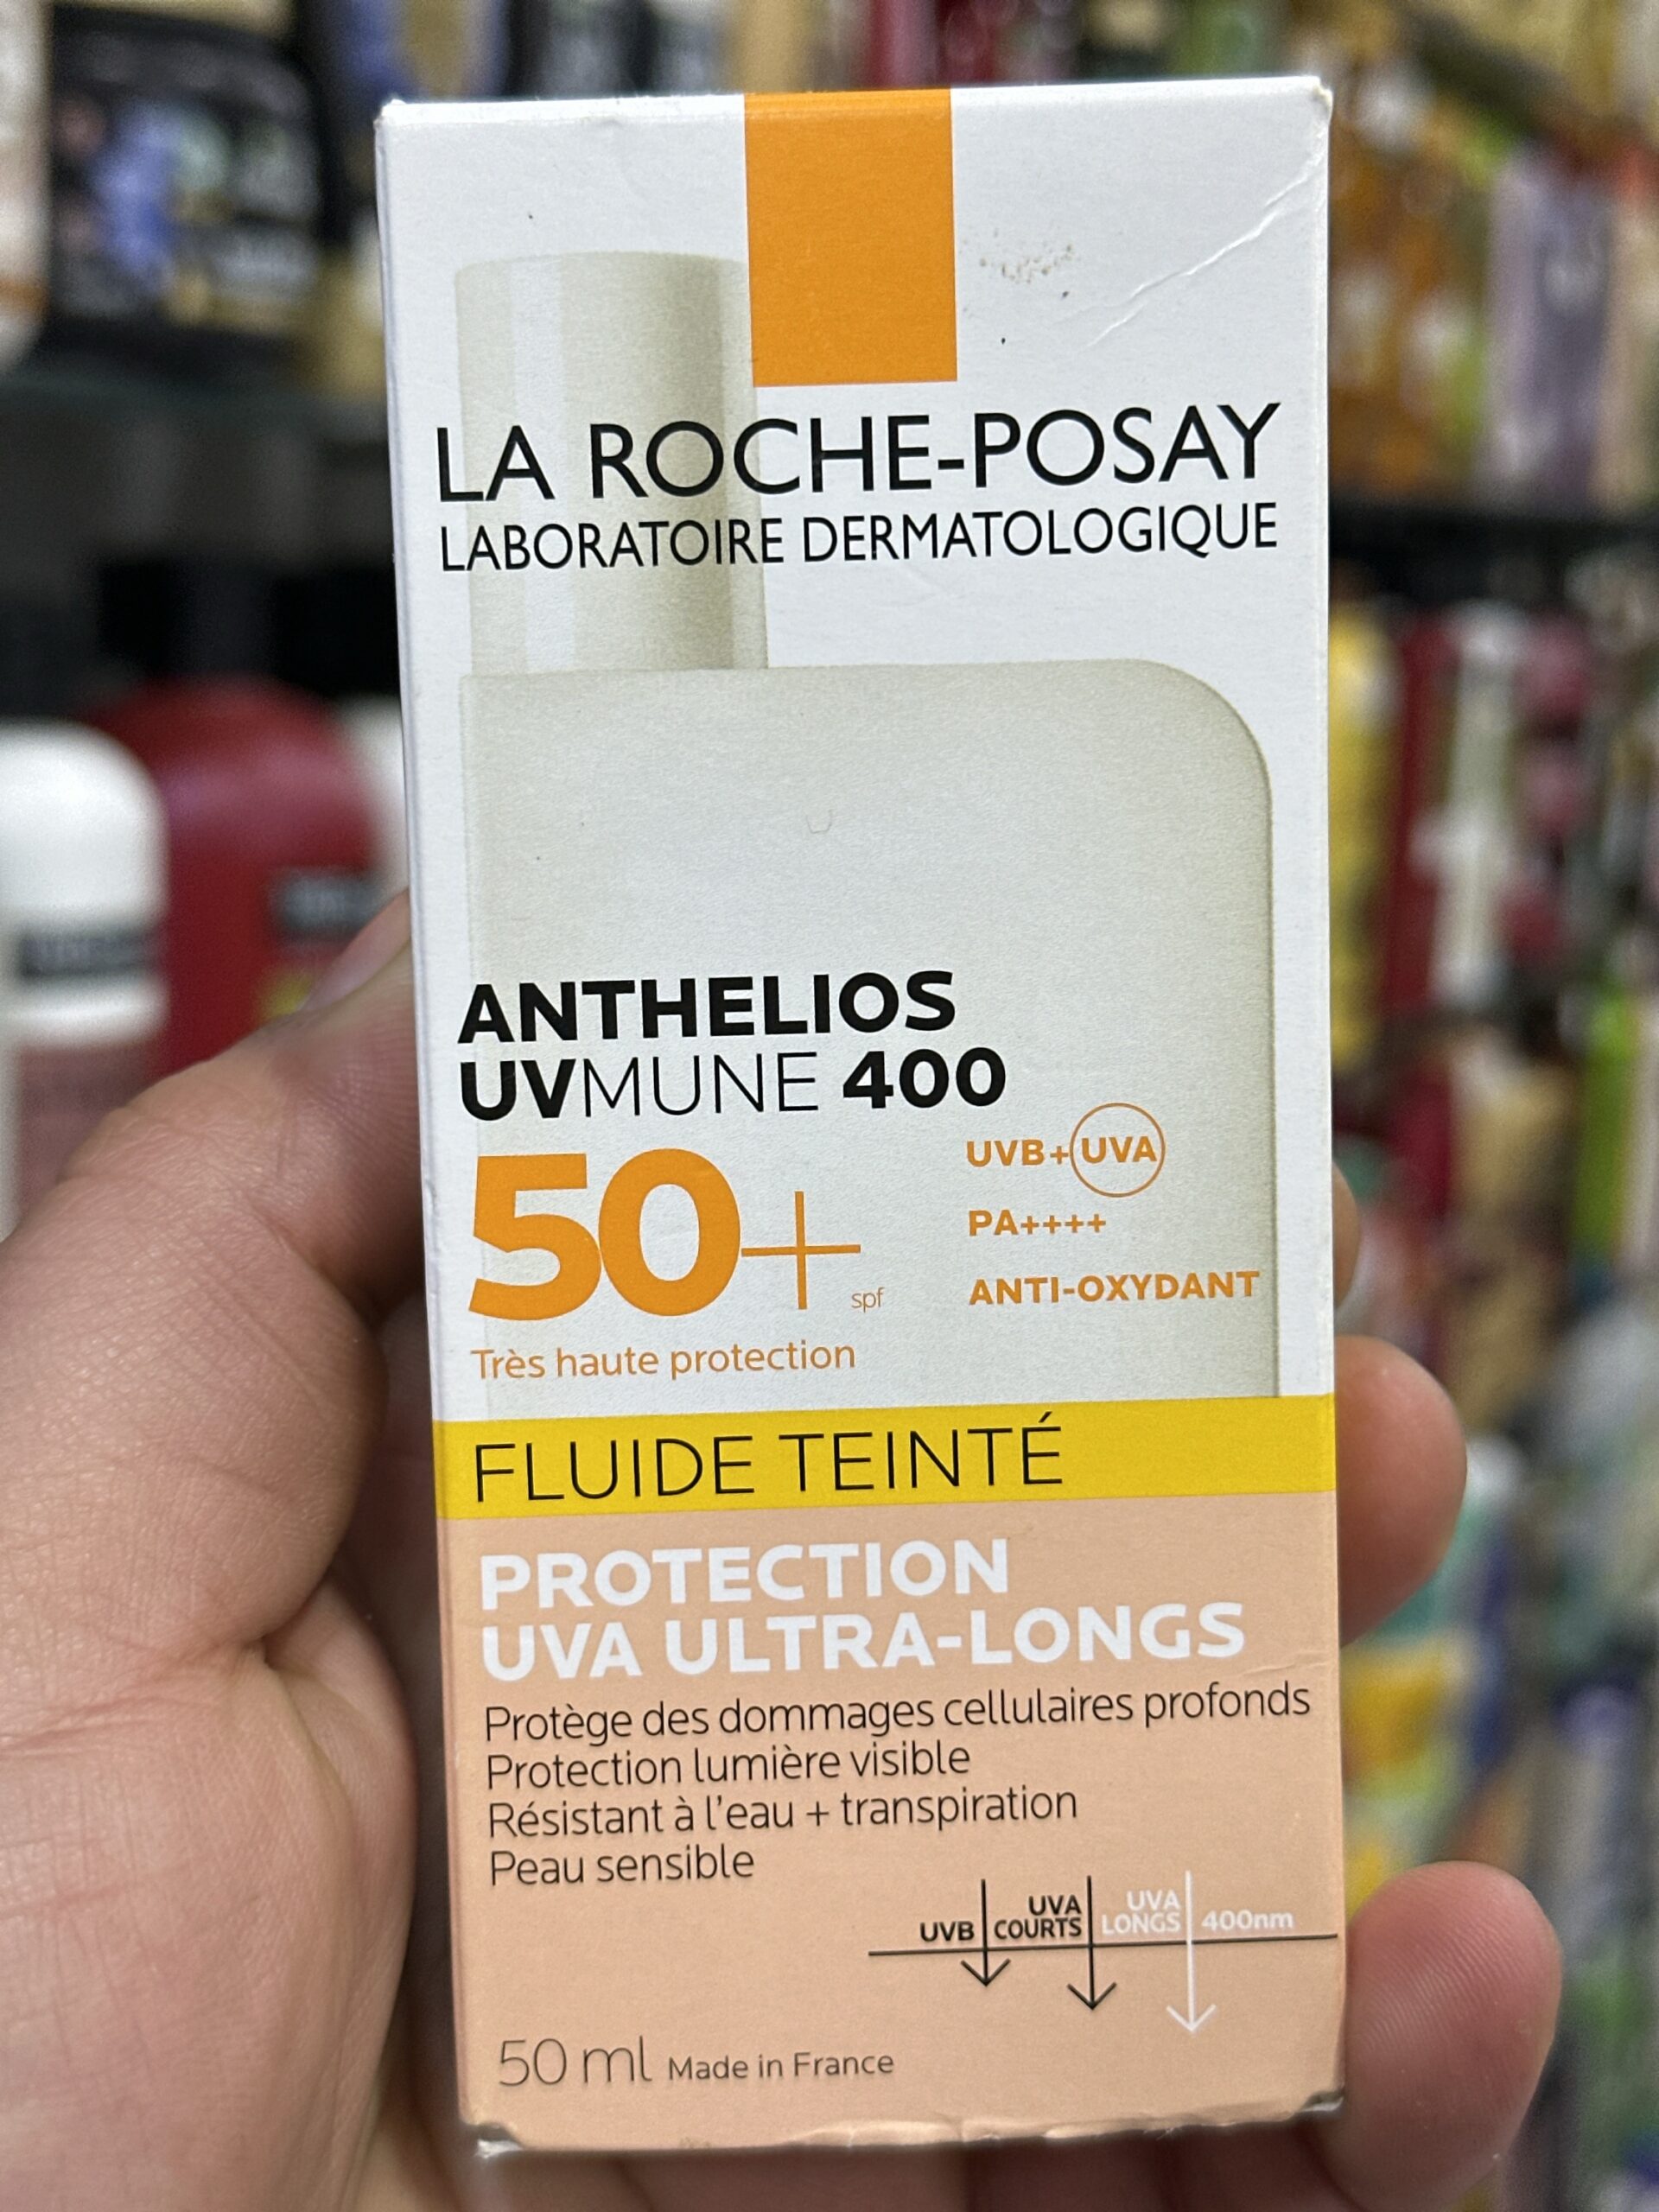 LA ROCHE-POSAY
LABORATOIRE DERMATOLOGIQUE
ANTHELIOS
UVMUNE 400
50+ spf
Très haute protection
UVB+UVA
PA++++
ANTI-OXYDANT
FLUIDE TEINTÉ
PROTECTION
UVA ULTRA-LONGS
Protège des dommages cellulaires profonds
Protection lumière visible
Résistant à l'eau + transpiration
Peau sensible
UVB
UVA COURTS
UVA LONGS
400nm
50 ml Made in France